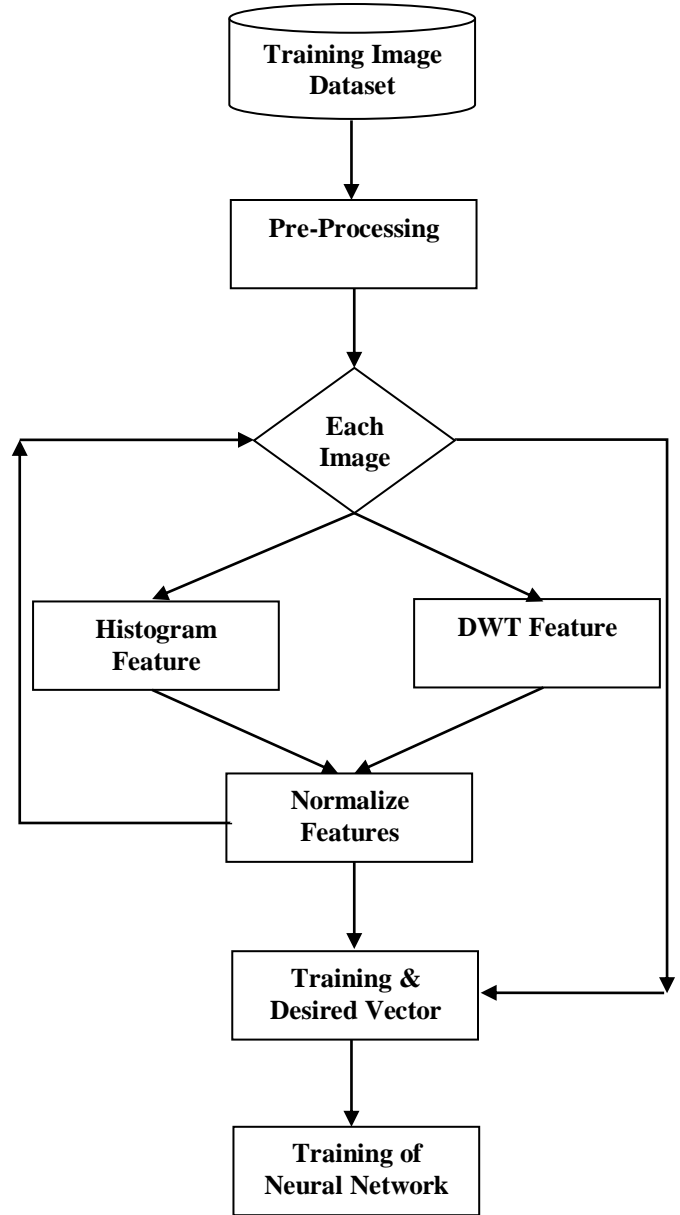 Training Image
Dataset
Pre-Processing
Each
Image
Histogram
Feature
DWT Feature
Normalize
Features
Training &
Desired Vector
Training of
Neural Network